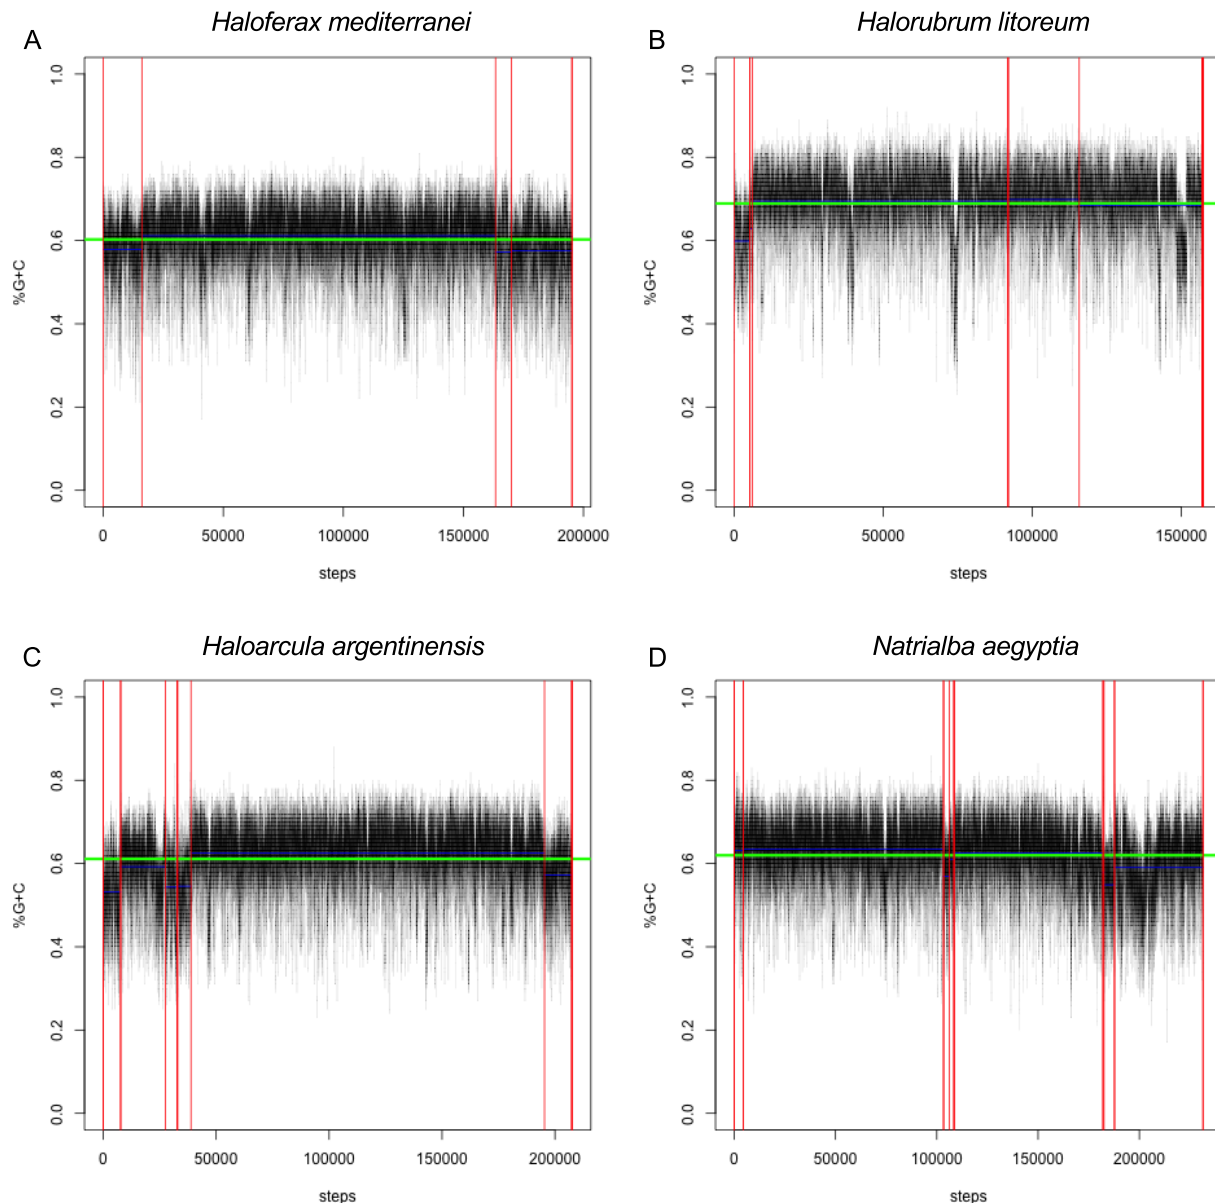 A
Haloferax mediterranei
%G+C
0.0
0.2
0.4
0.6
0.8
1.0
0
50000
100000
150000
200000
steps
B
Halorubrum litoreum
%G+C
0.0
0.2
0.4
0.6
0.8
1.0
0
50000
100000
150000
steps
C
Haloarcula argentinensis
%G+C
0.0
0.2
0.4
0.6
0.8
1.0
0
50000
100000
150000
200000
steps
D
Natrialba aegyptia
%G+C
0.0
0.2
0.4
0.6
0.8
1.0
0
50000
100000
150000
200000
steps